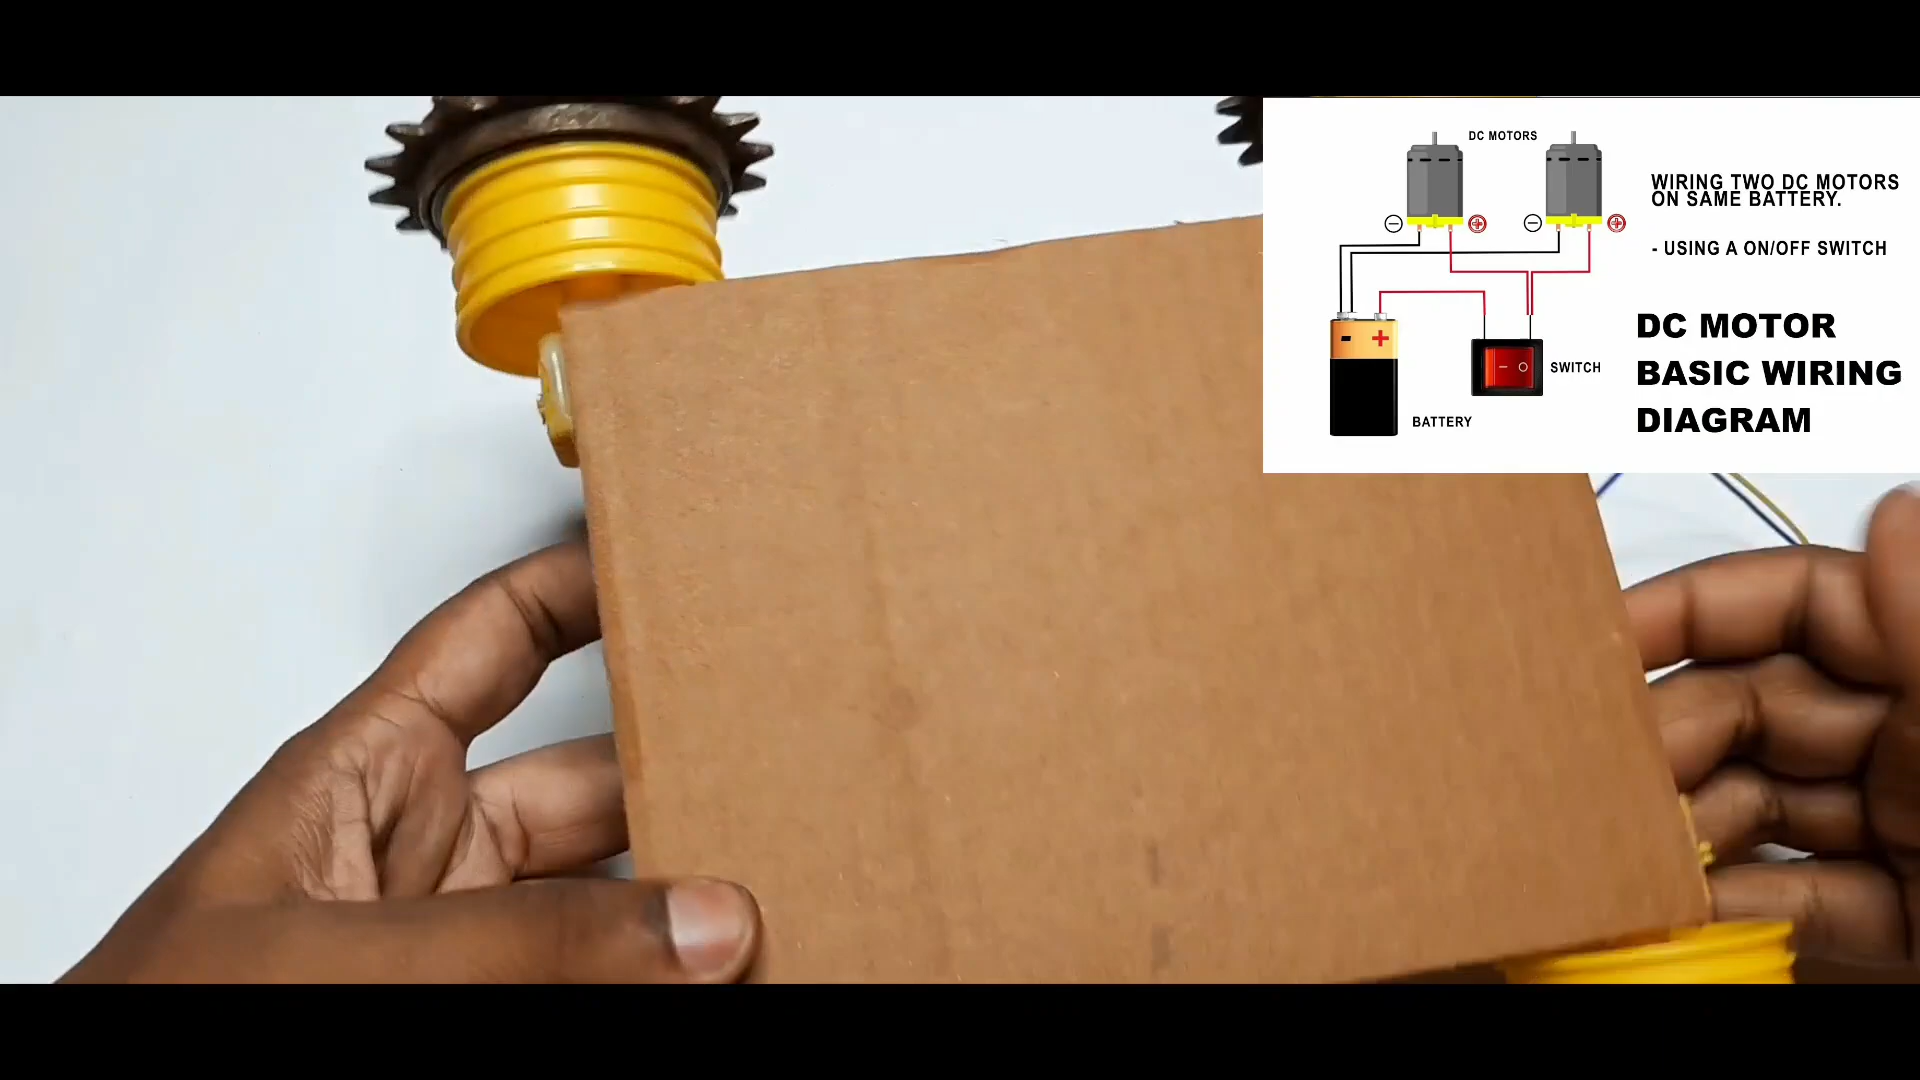 DC MOTORS
WIRING TWO DC MOTORS
ON SAME BATTERY.
- USING A ON/OFF SWITCH
DC MOTOR
BASIC WIRING
DIAGRAM
SWITCH
BATTERY